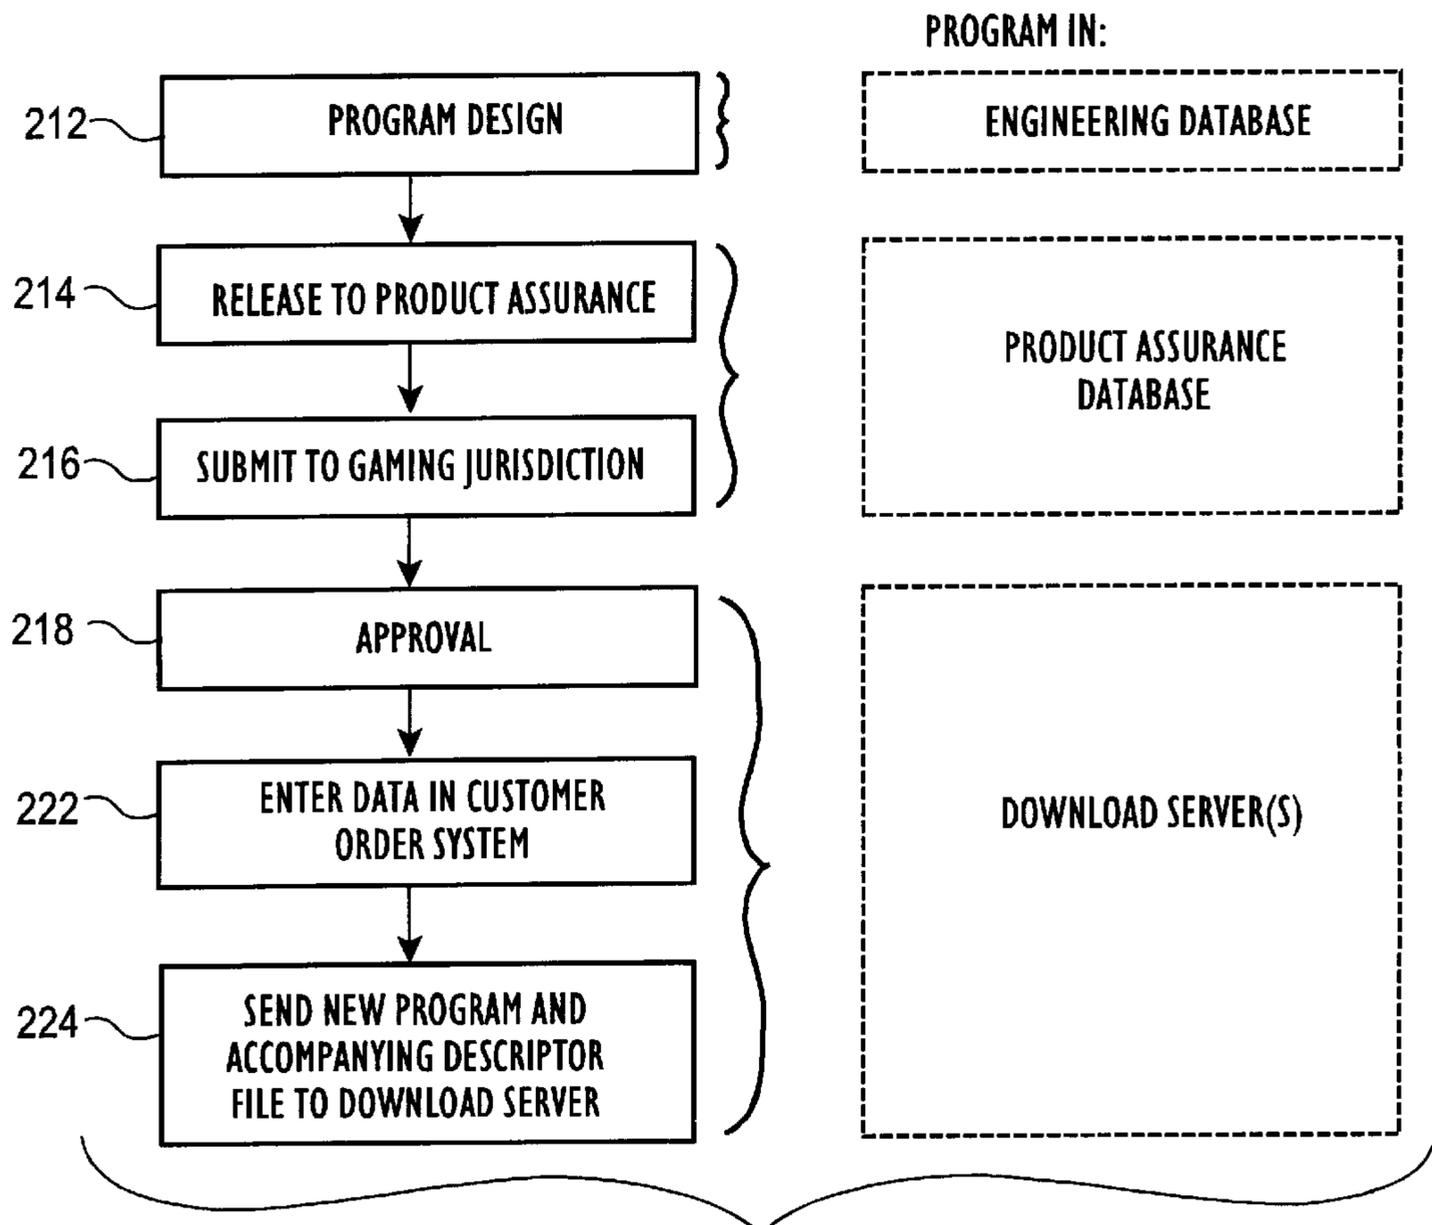 PROGRAM IN:
212
PROGRAM DESIGN
ENGINEERING DATABASE
214
RELEASE TO PRODUCT ASSURANCE
PRODUCT ASSURANCE
DATABASE
216
SUBMIT TO GAMING JURISDICTION
218
APPROVAL
222
ENTER DATA IN CUSTOMER
ORDER SYSTEM
DOWNLOAD SERVER(S)
224
SEND NEW PROGRAM AND
ACCOMPANYING DESCRIPTOR
FILE TO DOWNLOAD SERVER